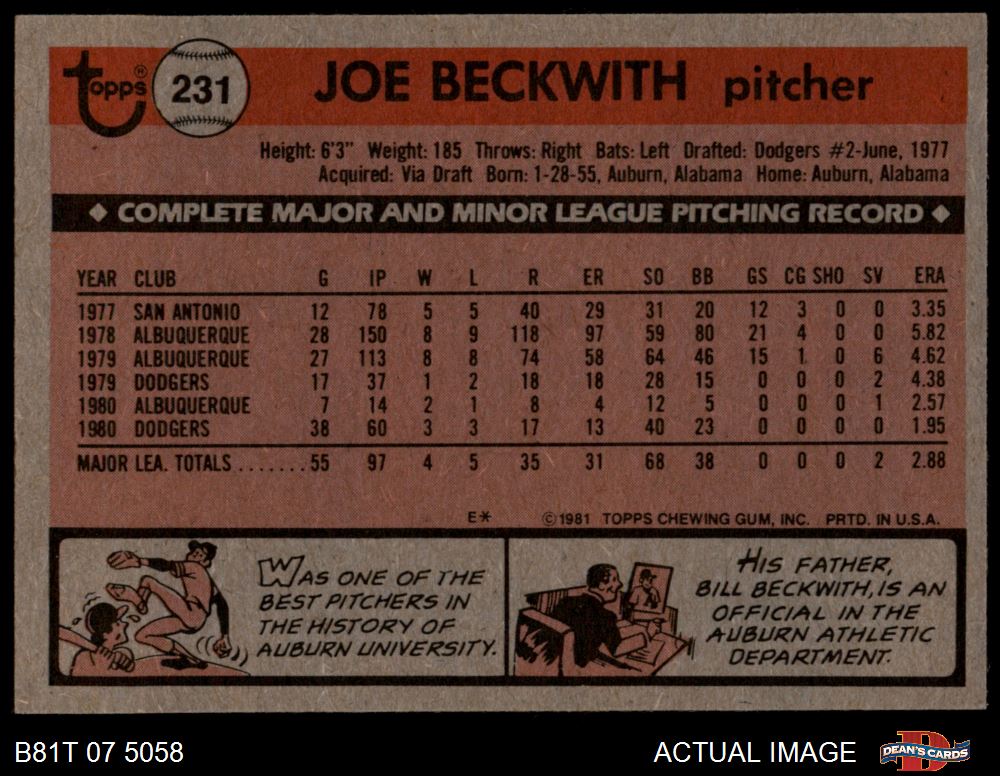 topps® 231 JOE BECKWITH pitcher
Height: 6'3" Weight: 185 Throws: Right Bats: Left Drafted: Dodgers #2-June, 1977
Acquired: Via Draft Born: 1-28-55, Auburn, Alabama Home: Auburn, Alabama
◆ COMPLETE MAJOR AND MINOR LEAGUE PITCHING RECORD ◆
YEAR CLUB G IP W L R ER SO BB GS CG SHO SV ERA
1977 SAN ANTONIO 12 78 5 5 40 29 31 20 12 3 0 0 3.35
1978 ALBUQUERQUE 28 150 8 9 118 97 59 80 21 4 0 0 5.82
1979 ALBUQUERQUE 27 113 8 8 74 58 64 46 15 1 0 6 4.62
1979 DODGERS 17 37 1 2 18 18 28 15 0 0 0 2 4.38
1980 ALBUQUERQUE 7 14 2 1 8 4 12 5 0 0 0 1 2.57
1980 DODGERS 38 60 3 3 17 13 40 23 0 0 0 0 1.95
MAJOR LEA. TOTALS ....... 55 97 4 5 35 31 68 38 0 0 0 2 2.88
E* ©1981 TOPPS CHEWING GUM, INC. PRTD. IN U.S.A.
WAS ONE OF THE
BEST PITCHERS IN
THE HISTORY OF
AUBURN UNIVERSITY.
HIS FATHER,
BILL BECKWITH, IS AN
OFFICIAL IN THE
AUBURN ATHLETIC
DEPARTMENT.
B81T 07 5058 ACTUAL IMAGE D DEAN'S CARDS